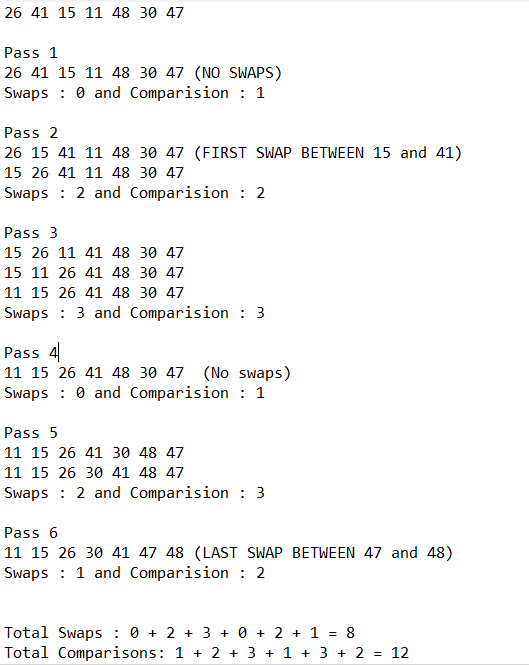 26 41 15 11 48 30 47
Pass 1
26 41 15 11 48 30 47 (NO SWAPS)
Swaps : 0 and Comparision : 1
Pass 2
26 15 41 11 48 30 47 (FIRST SWAP BETWEEN 15 and 41)
15 26 41 11 48 30 47
Swaps : 2 and Comparision : 2
Pass 3
15 26 11 41 48 30 47
15 11 26 41 48 30 47
11 15 26 41 48 30 47
Swaps : 3 and Comparision : 3
Pass 4
11 15 26 41 48 30 47  (No swaps)
Swaps : 0 and Comparision : 1
Pass 5
11 15 26 41 30 48 47
11 15 26 30 41 48 47
Swaps : 2 and Comparision : 3
Pass 6
11 15 26 30 41 47 48 (LAST SWAP BETWEEN 47 and 48)
Swaps : 1 and Comparision : 2
Total Swaps : 0 + 2 + 3 + 0 + 2 + 1 = 8
Total Comparisons: 1 + 2 + 3 + 1 + 3 + 2 = 12